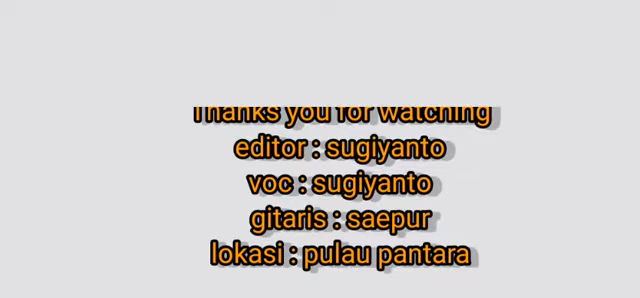 Thanks you for watching
editor : sugiyanto
voc : sugiyanto
gitaris : saepur
lokasi : pulau pantara